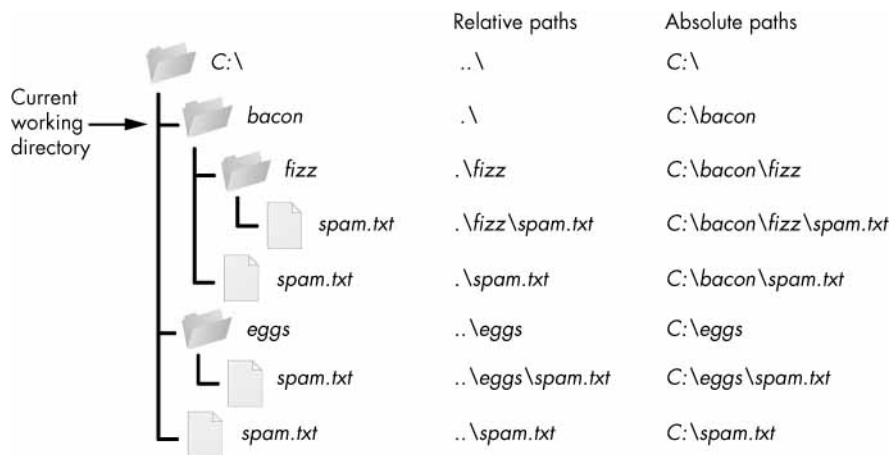 Relative paths Absolute paths
C:\ ..\ C:\
Current
working
directory
bacon .\ C:\bacon
fizz .\fizz C:\bacon\fizz
spam.txt .\fizz\spam.txt C:\bacon\fizz\spam.txt
spam.txt .\spam.txt C:\bacon\spam.txt
eggs ..\eggs C:\eggs
spam.txt ..\eggs\spam.txt C:\eggs\spam.txt
spam.txt ..\spam.txt C:\spam.txt